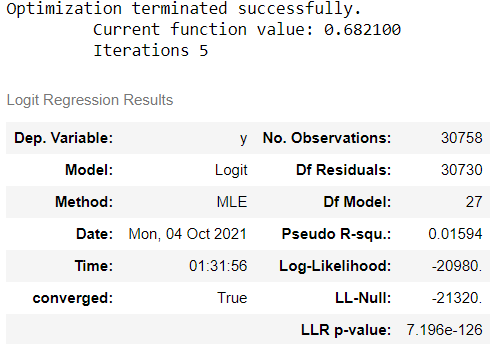 Optimization terminated successfully.
Current function value: 0.682100
Iterations 5
Logit Regression Results
Dep. Variable: y No. Observations: 30758
Model: Logit Df Residuals: 30730
Method: MLE Df Model: 27
Date: Mon, 04 Oct 2021 Pseudo R-squ.: 0.01594
Time: 01:31:56 Log-Likelihood: -20980.
converged: True LL-Null: -21320.
LLR p-value: 7.196e-126